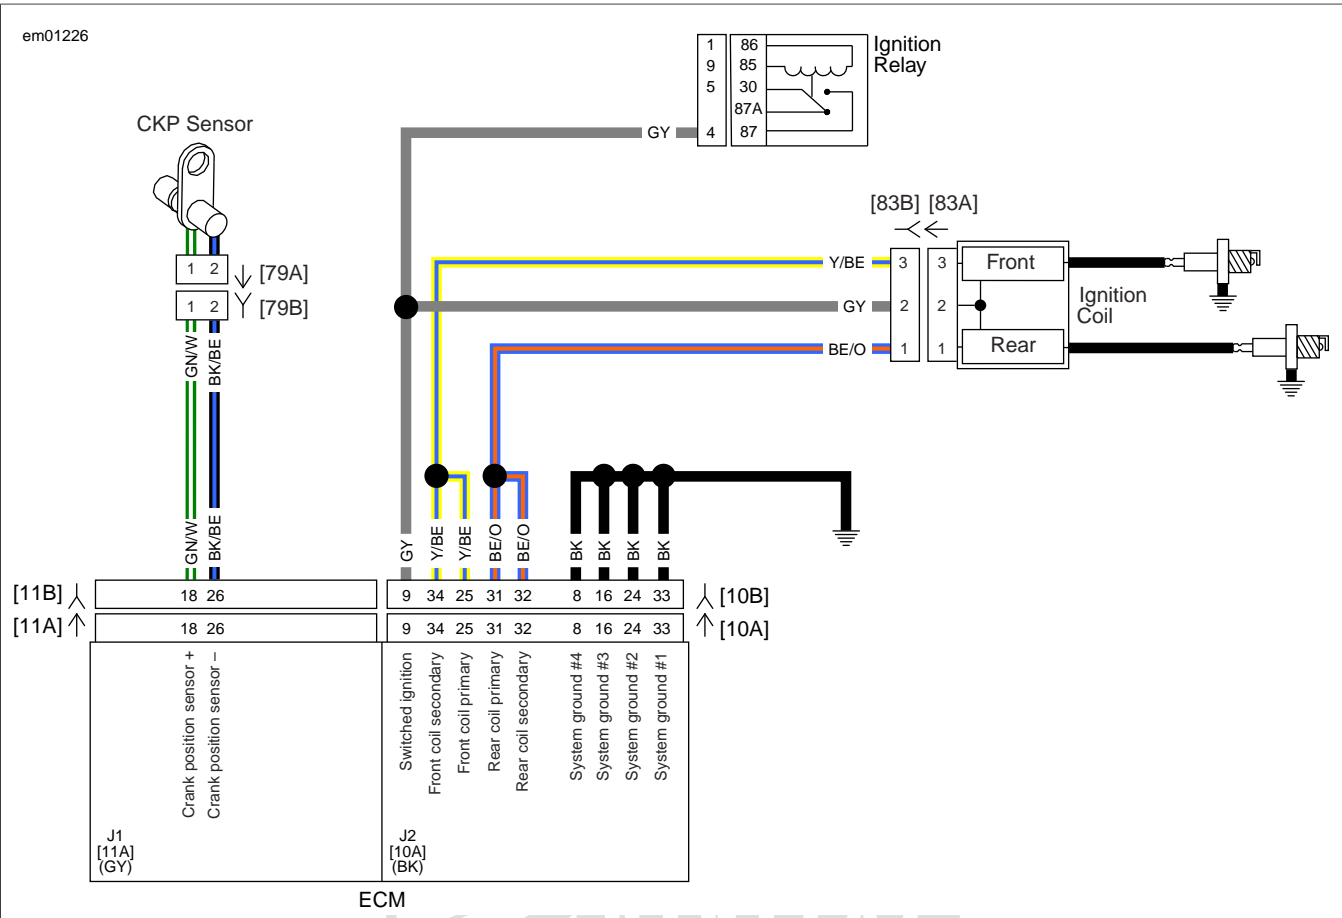 em01226
1 86
9 85
5 30
87A
4 87
Ignition
Relay
GY
CKP Sensor
1 2
[79A]
1 2
[79B]
GN/W
BK/BE
GN/W
BK/BE
[83B] [83A]
Y/BE 3 3 Front
GY 2 2
BE/O 1 1 Rear
Ignition
Coil
GY
Y/BE
Y/BE
BE/O
BE/O
BK
BK
BK
BK
[11B] 18 26
9 34 25 31 32 8 16 24 33 [10B]
[11A] 18 26
9 34 25 31 32 8 16 24 33 [10A]
Crank position sensor +
Crank position sensor –
Switched ignition
Front coil secondary
Front coil primary
Rear coil primary
Rear coil secondary
System ground #4
System ground #3
System ground #2
System ground #1
J1
[11A]
(GY)
J2
[10A]
(BK)
ECM